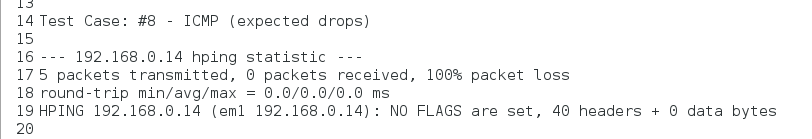 13
14 Test Case: #8 - ICMP (expected drops)
15
16 --- 192.168.0.14 hping statistic ---
17 5 packets transmitted, 0 packets received, 100% packet loss
18 round-trip min/avg/max = 0.0/0.0/0.0 ms
19 HPING 192.168.0.14 (em1 192.168.0.14): NO FLAGS are set, 40 headers + 0 data bytes
20